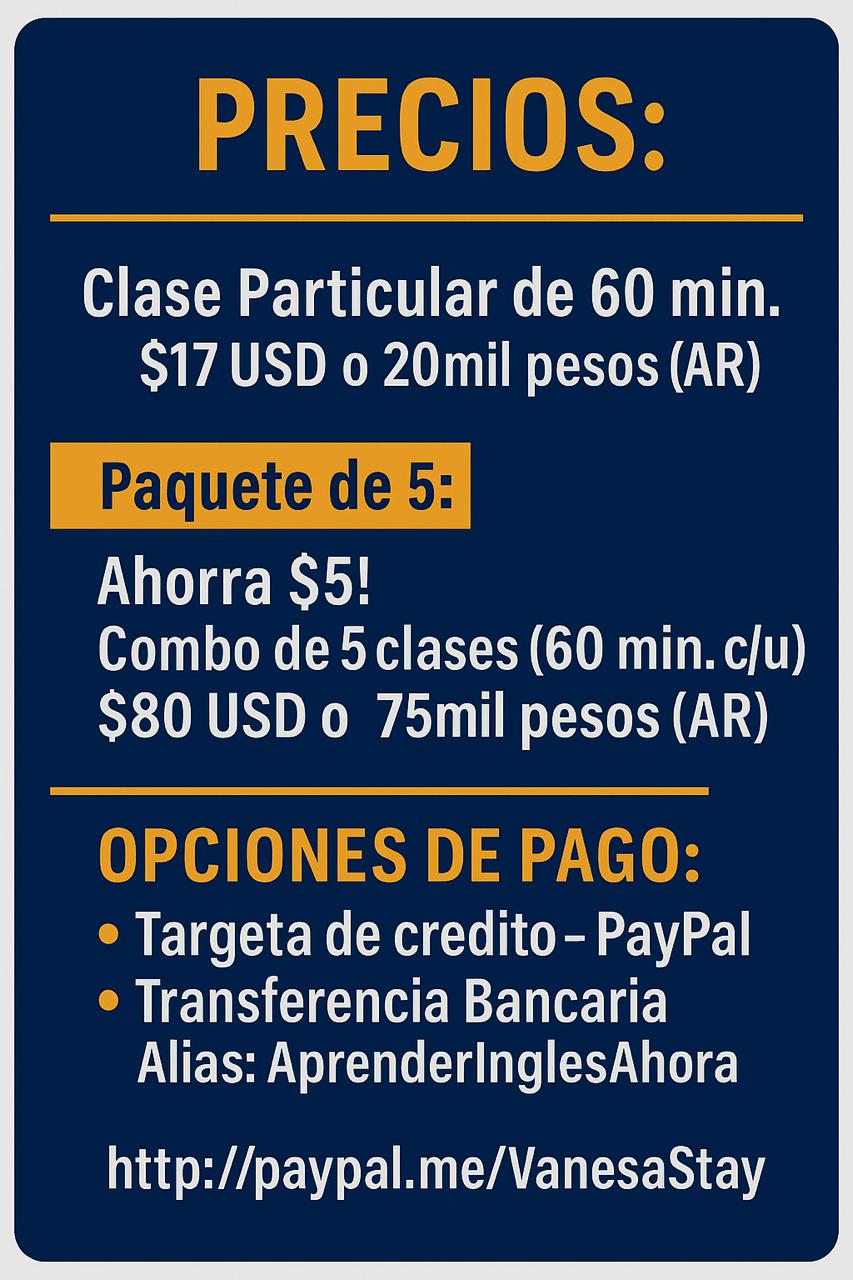 PRECIOS:
Clase Particular de 60 min.
$17 USD o 20mil pesos (AR)
Paquete de 5:
Ahorra $5!
Combo de 5 clases (60 min. c/u)
$80 USD o 75mil pesos (AR)
OPCIONES DE PAGO:
• Targeta de credito – PayPal
• Transferencia Bancaria
Alias: AprenderInglesAhora
http://paypal.me/VanesaStay